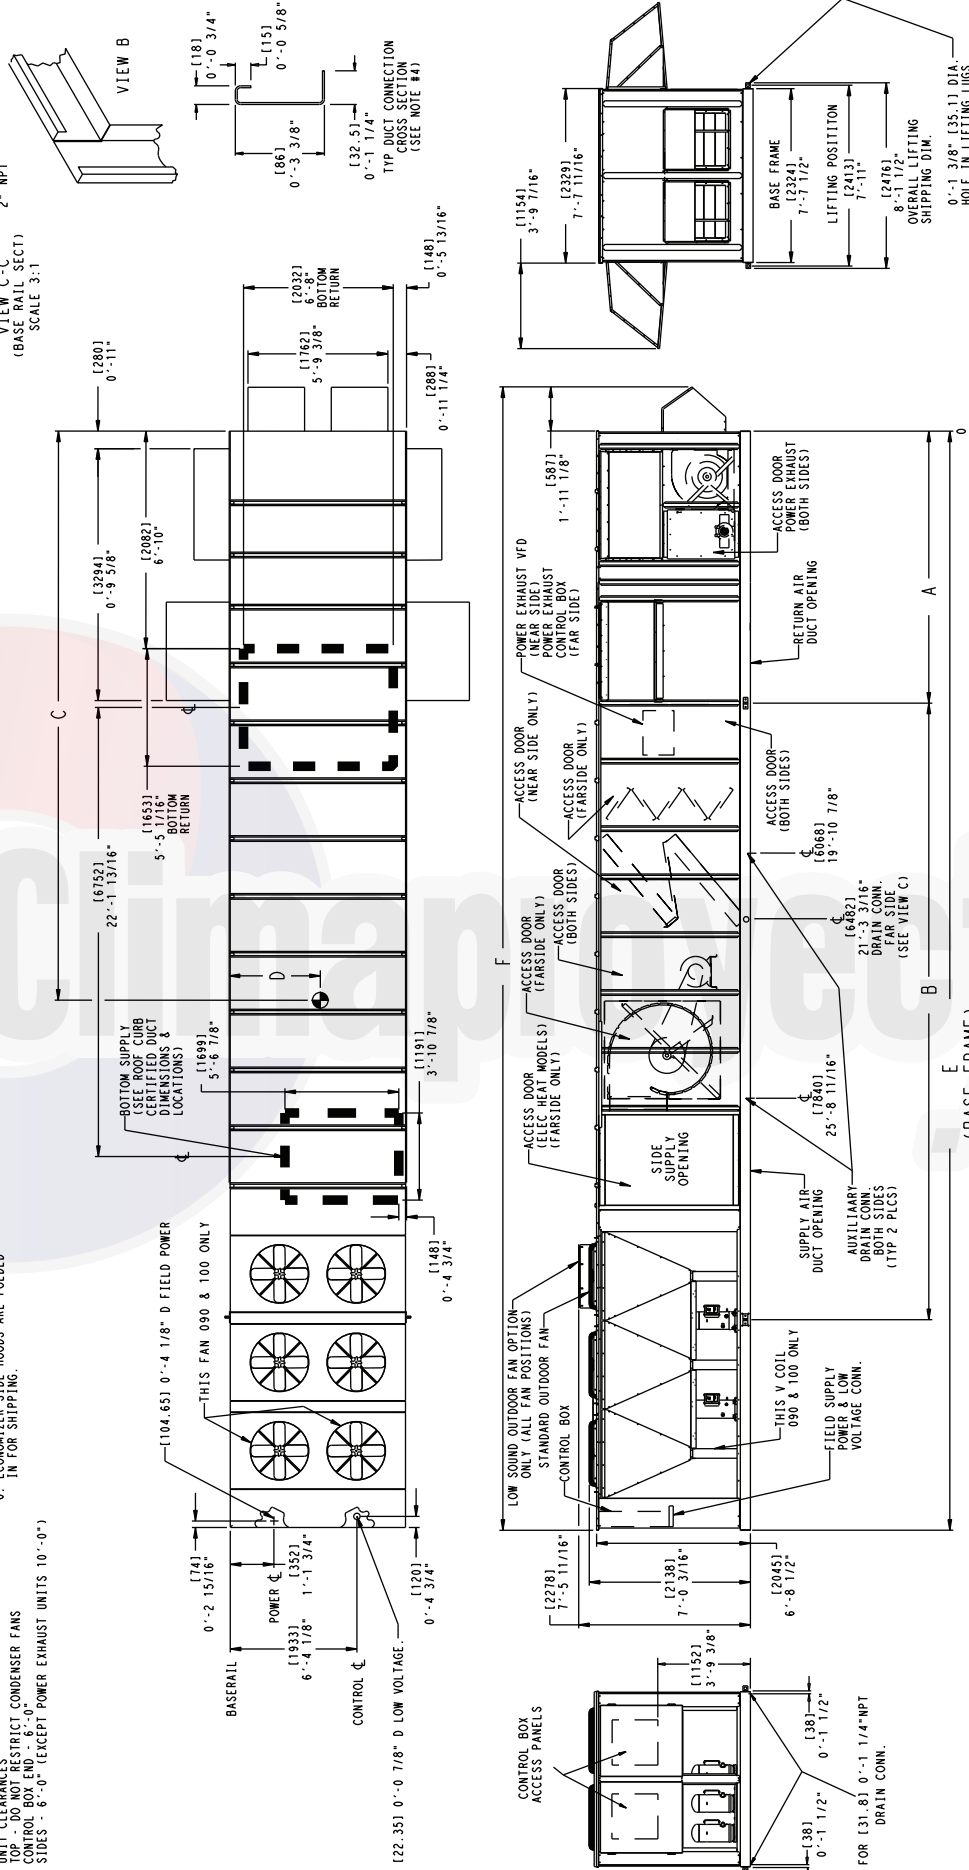 UNIT CLEARANCES
TOP - DO NOT RESTRICT CONDENSER FANS
CONTROL BOX END - 6'-0"
SIDES - 6'-0" (EXCEPT POWER EXHAUST UNITS 10'-0")
6. ECONOMIZER SIDE HOODS ARE FOLDED
IN FOR SHIPPING.
VIEW C-C
(BASE RAIL SECT)
SCALE 3:1
2" NPT
VIEW B
[18]
0'-0 3/4"
[15]
0'-0 5/8"
[86]
0'-3 3/8"
[32.5]
0'-1 1/4"
TYP DUCT CONNECTION
CROSS SECTION
(SEE NOTE #4)
C
[280]
0'-11"
[3294]
0'-9 5/8"
[2082]
6'-10"
[6752]
22'-1 13/16"
[1653]
5'-5 1/16"
BOTTOM
RETURN
[2032]
6'-8"
BOTTOM
RETURN
[1762]
5'-9 3/8"
[148]
0'-5 13/16"
[288]
0'-11 1/4"
D
BOTTOM SUPPLY
(SEE ROOF CURB
CERTIFIED DUCT
DIMENSIONS &
LOCATIONS)
[1699]
5'-6 7/8"
[1191]
3'-10 7/8"
[148]
0'-4 3/4"
[104.65] 0'-4 1/8" D FIELD POWER
THIS FAN 090 & 100 ONLY
[74]
0'-2 15/16"
BASERAIL
POWER ℄
[352]
1'-1 3/4"
[1933]
6'-4 1/8"
CONTROL ℄
[120]
0'-4 3/4"
[22.35] 0'-0 7/8" D LOW VOLTAGE.
[1154]
3'-9 7/16"
[2329]
7'-7 11/16"
BASE FRAME
[2324]
7'-7 1/2"
LIFTING POSITITON
[2413]
7'-11"
[2476]
8'-1 1/2"
OVERALL LIFTING
SHIPPING DIM.
0'-1 3/8" [35.1] DIA.
HOLE IN LIFTING LUGS
F
[587]
1'-11 1/8"
POWER EXHAUST VFD
(NEAR SIDE)
POWER EXHAUST
CONTROL BOX
(FAR SIDE)
ACCESS DOOR
(NEAR SIDE ONLY)
ACCESS DOOR
(FARSIDE ONLY)
ACCESS DOOR
(BOTH SIDES)
ACCESS DOOR
(FARSIDE ONLY)
ACCESS DOOR
(ELEC HEAT MODELS)
(FARSIDE ONLY)
SIDE
SUPPLY
OPENING
LOW SOUND OUTDOOR FAN OPTION
ONLY (ALL FAN POSITIONS)
STANDARD OUTDOOR FAN
CONTROL BOX
[2278]
7'-5 11/16"
[2138]
7'-0 3/16"
[2045]
6'-8 1/2"
ACCESS DOOR
POWER EXHAUST
(BOTH SIDES)
RETURN AIR
DUCT OPENING
ACCESS DOOR
(BOTH SIDES)
0
A
B
E
(BASE FRAME)
℄
[6068]
19'-10 7/8"
℄
[6482]
21'-3 3/16"
DRAIN CONN.
FAR SIDE
(SEE VIEW C)
℄
[7840]
25'-8 11/16"
AUXILIAARY
DRAIN CONN.
BOTH SIDES
(TYP 2 PLCS)
SUPPLY AIR
DUCT OPENING
THIS V COIL
090 & 100 ONLY
FIELD SUPPLY
POWER & LOW
VOLTAGE CONN.
CONTROL BOX
ACCESS PANELS
[1152]
3'-9 3/8"
[38]
0'-1 1/2"
[38]
0'-1 1/2"
FOR [31.8] 0'-1 1/4"NPT
DRAIN CONN.
Climaproyect